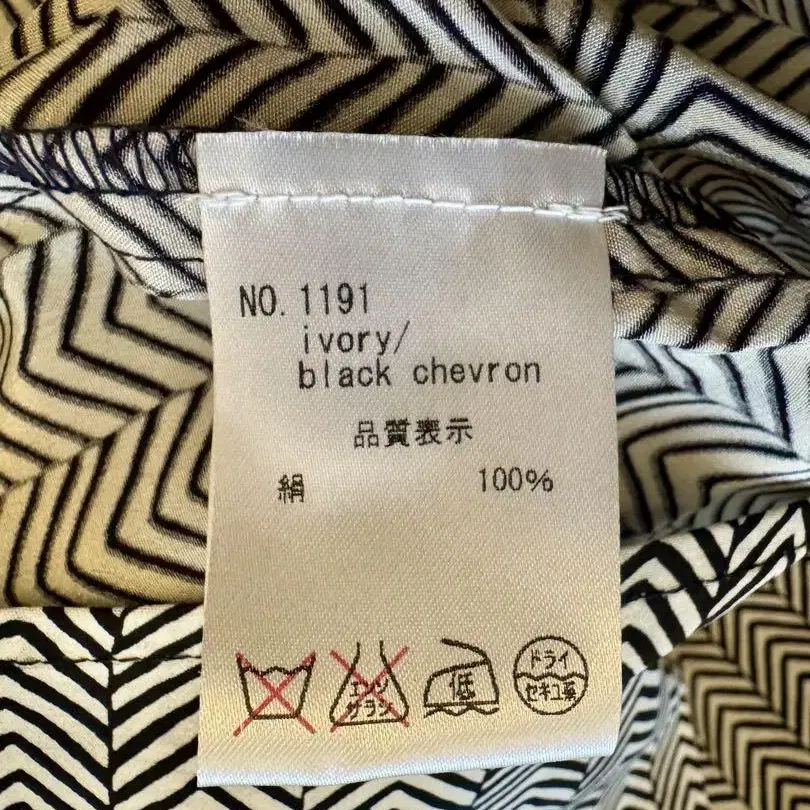 NO. 1191
ivory/
black chevron
品質表示
絹 100%
エンソ
サラシ
低
ドライ
セキユ系